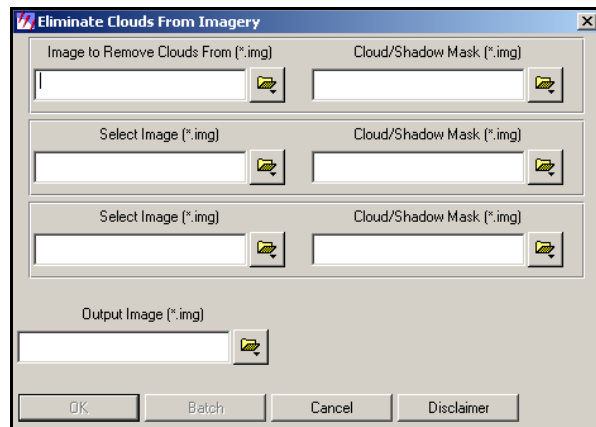 Eliminate Clouds From Imagery
Image to Remove Clouds From (*.img) Cloud/Shadow Mask (*.img)
Select Image (*.img) Cloud/Shadow Mask (*.img)
Select Image (*.img) Cloud/Shadow Mask (*.img)
Output Image (*.img)
OK Batch Cancel Disclaimer